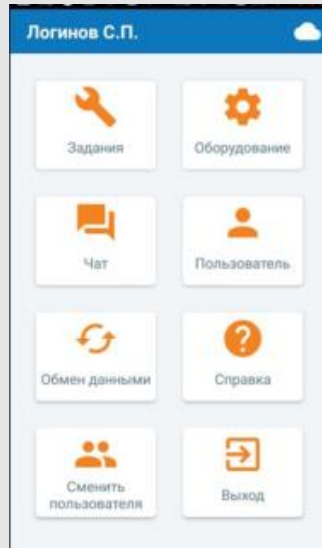 Логинов С.П.
Задания
Оборудование
Чат
Пользователь
Обмен данными
Справка
Сменить
пользователя
Выход